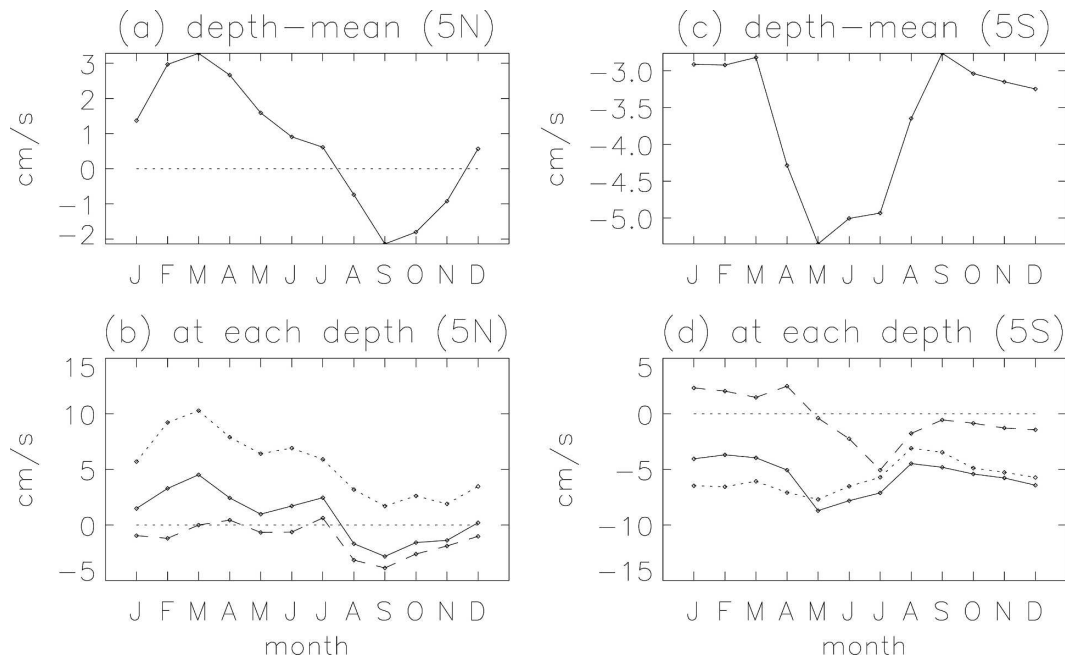 (a) depth-mean (5N)
cm/s
3
2
1
0
-1
-2
J F M A M J J A S O N D
(c) depth-mean (5S)
cm/s
-3.0
-3.5
-4.0
-4.5
-5.0
J F M A M J J A S O N D
(b) at each depth (5N)
cm/s
15
10
5
0
-5
J F M A M J J A S O N D
month
(d) at each depth (5S)
cm/s
5
0
-5
-10
-15
J F M A M J J A S O N D
month